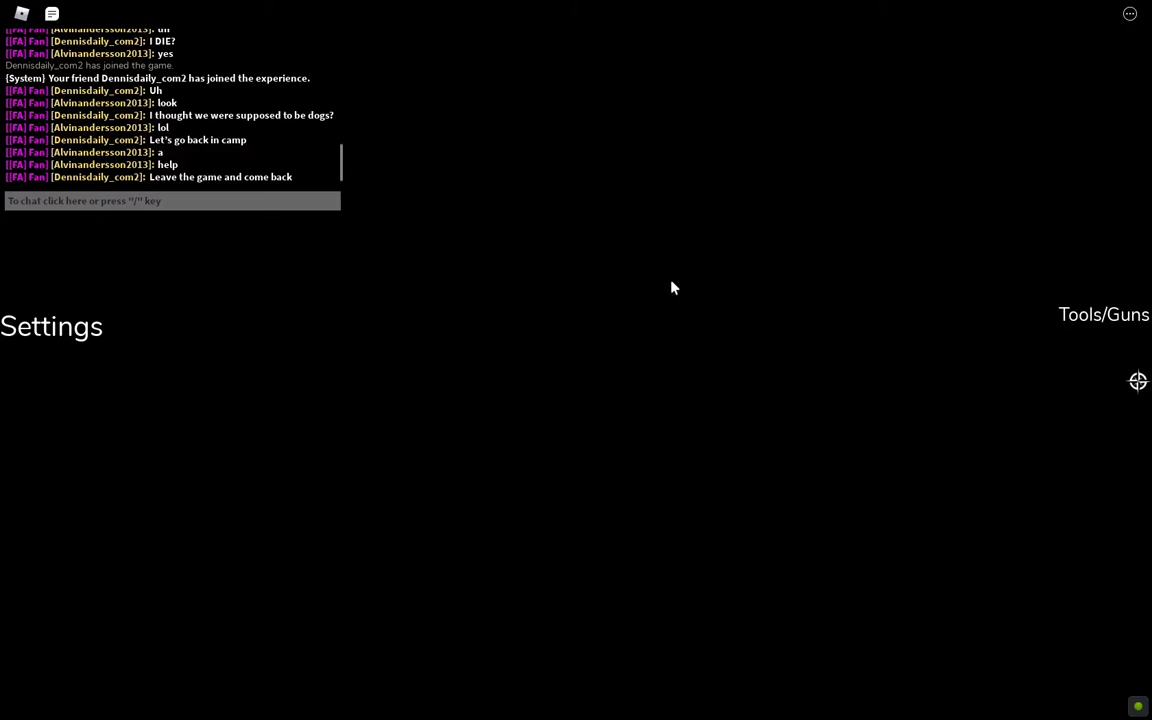 [[FA] Fan] [Alvinandersson2013]: uh
[[FA] Fan] [Dennisdaily_com2]: I DIE?
[[FA] Fan] [Alvinandersson2013]: yes
Dennisdaily_com2 has joined the game.
{System} Your friend Dennisdaily_com2 has joined the experience.
[[FA] Fan] [Dennisdaily_com2]: Uh
[[FA] Fan] [Alvinandersson2013]: look
[[FA] Fan] [Dennisdaily_com2]: I thought we were supposed to be dogs?
[[FA] Fan] [Alvinandersson2013]: lol
[[FA] Fan] [Dennisdaily_com2]: Let's go back in camp
[[FA] Fan] [Alvinandersson2013]: a
[[FA] Fan] [Alvinandersson2013]: help
[[FA] Fan] [Dennisdaily_com2]: Leave the game and come back
To chat click here or press "/" key
Settings
Tools/Guns